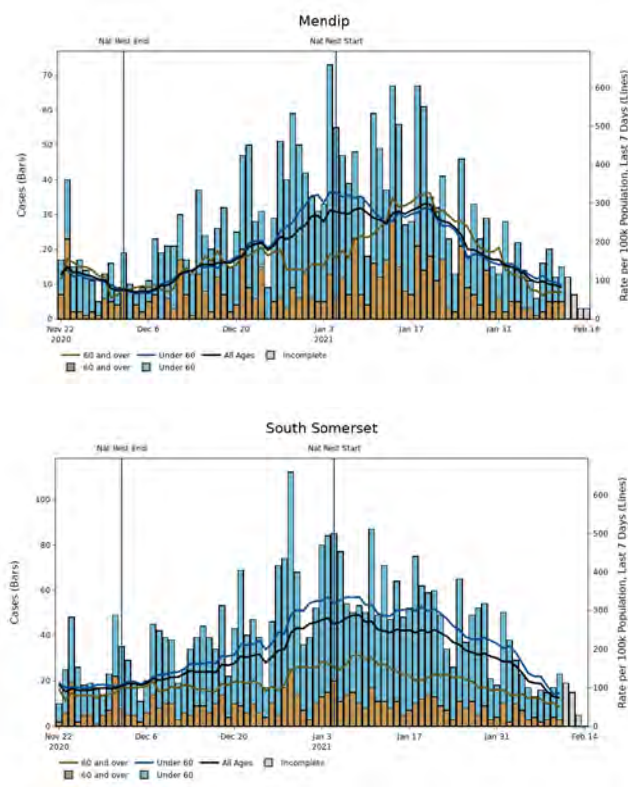 Mendip
Nat Rest End
Nat Rest Start
70
60
50
40
30
20
10
0
Cases (Bars)
600
500
400
300
200
100
0
Rate per 100k Population, Last 7 Days (Lines)
Nov 22
2020
Dec 6
Dec 20
Jan 3
2021
Jan 17
Jan 31
Feb 14
60 and over
Under 60
All Ages
Incomplete
60 and over
Under 60
South Somerset
Nat Rest End
Nat Rest Start
100
80
60
40
20
0
Cases (Bars)
600
500
400
300
200
100
0
Rate per 100k Population, Last 7 Days (Lines)
Nov 22
2020
Dec 6
Dec 20
Jan 3
2021
Jan 17
Jan 31
Feb 14
60 and over
Under 60
All Ages
Incomplete
60 and over
Under 60